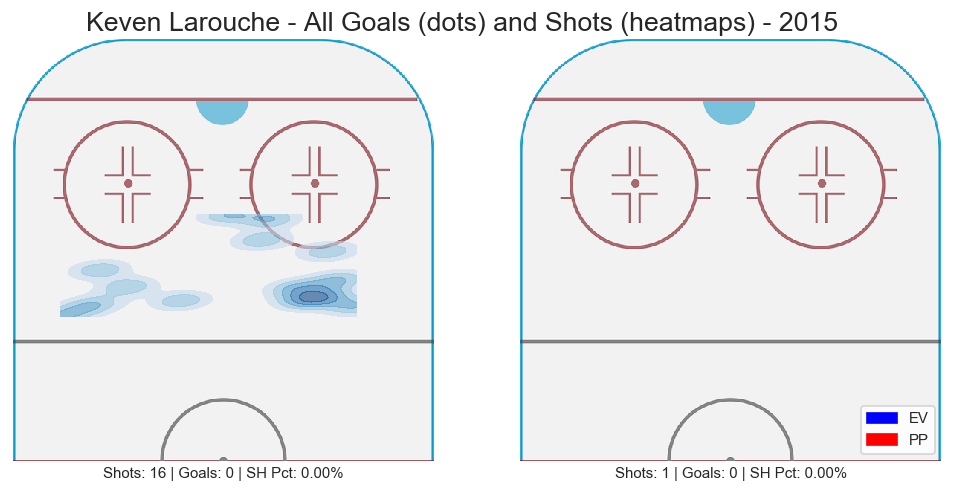 Keven Larouche - All Goals (dots) and Shots (heatmaps) - 2015
EV
PP
Shots: 16 | Goals: 0 | SH Pct: 0.00%
Shots: 1 | Goals: 0 | SH Pct: 0.00%